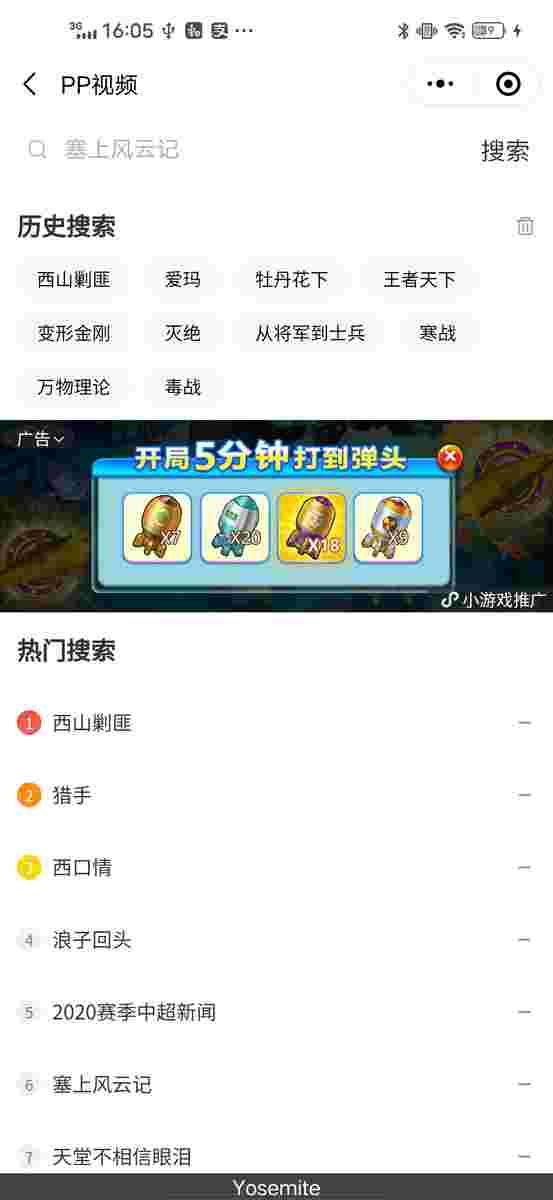 3G 16:05
PP视频
塞上风云记 搜索
历史搜索
西山剿匪 爱玛 牡丹花下 王者天下
变形金刚 灭绝 从将军到士兵 寒战
万物理论 毒战
广告
开局5分钟打到弹头
X7 X20 X18 X9
小游戏推广
热门搜索
1 西山剿匪
2 猎手
3 西口情
4 浪子回头
5 2020赛季中超新闻
6 塞上风云记
7 天堂不相信眼泪
Yosemite